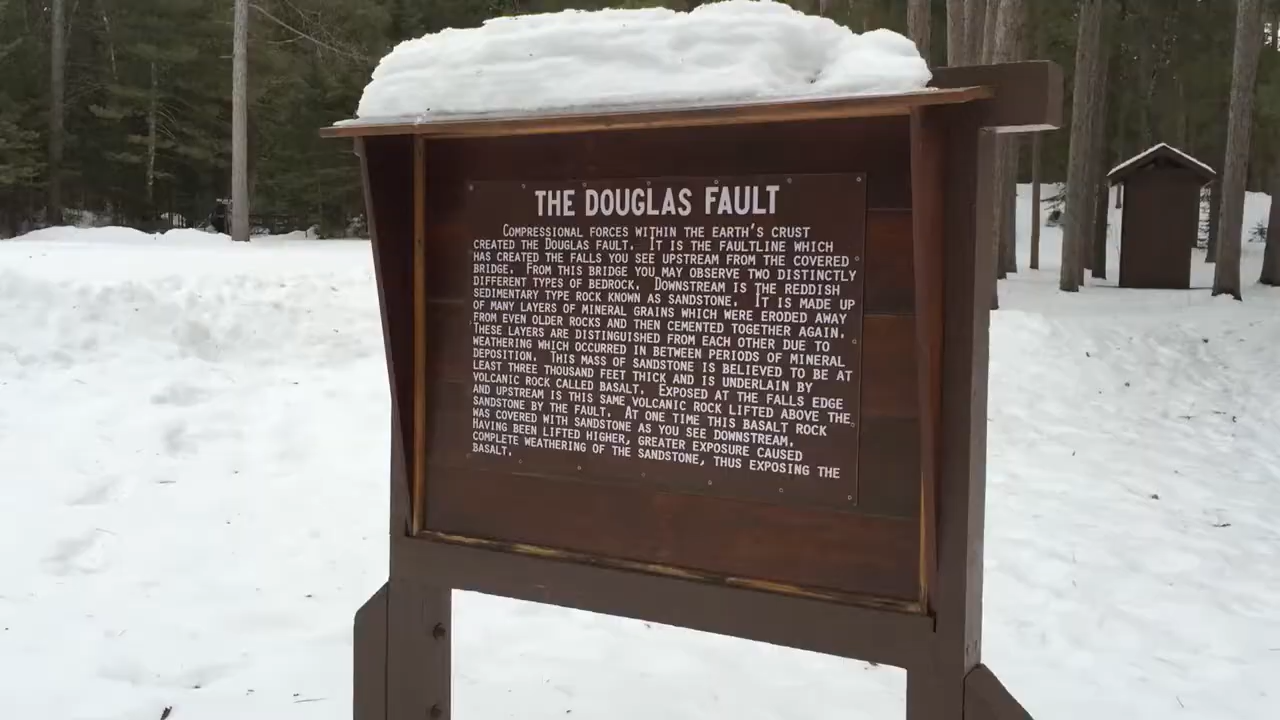 THE DOUGLAS FAULT
COMPRESSIONAL FORCES WITHIN THE EARTH'S CRUST
CREATED THE DOUGLAS FAULT. IT IS THE FAULTLINE WHICH
HAS CREATED THE FALLS YOU SEE UPSTREAM FROM THE COVERED
BRIDGE. FROM THIS BRIDGE YOU MAY OBSERVE TWO DISTINCTLY
DIFFERENT TYPES OF BEDROCK. DOWNSTREAM IS THE REDDISH
SEDIMENTARY TYPE ROCK KNOWN AS SANDSTONE. IT IS MADE UP
OF MANY LAYERS OF MINERAL GRAINS WHICH WERE ERODED AWAY
FROM EVEN OLDER ROCKS AND THEN CEMENTED TOGETHER AGAIN.
THESE LAYERS ARE DISTINGUISHED FROM EACH OTHER DUE TO
WEATHERING WHICH OCCURRED IN BETWEEN PERIODS OF MINERAL
DEPOSITION. THIS MASS OF SANDSTONE IS BELIEVED TO BE AT
LEAST THREE THOUSAND FEET THICK AND IS UNDERLAIN BY
VOLCANIC ROCK CALLED BASALT. EXPOSED AT THE FALLS EDGE
AND UPSTREAM IS THIS SAME VOLCANIC ROCK LIFTED ABOVE THE
SANDSTONE BY THE FAULT. AT ONE TIME THIS BASALT ROCK
WAS COVERED WITH SANDSTONE AS YOU SEE DOWNSTREAM.
HAVING BEEN LIFTED HIGHER, GREATER EXPOSURE CAUSED
COMPLETE WEATHERING OF THE SANDSTONE, THUS EXPOSING THE
BASALT.